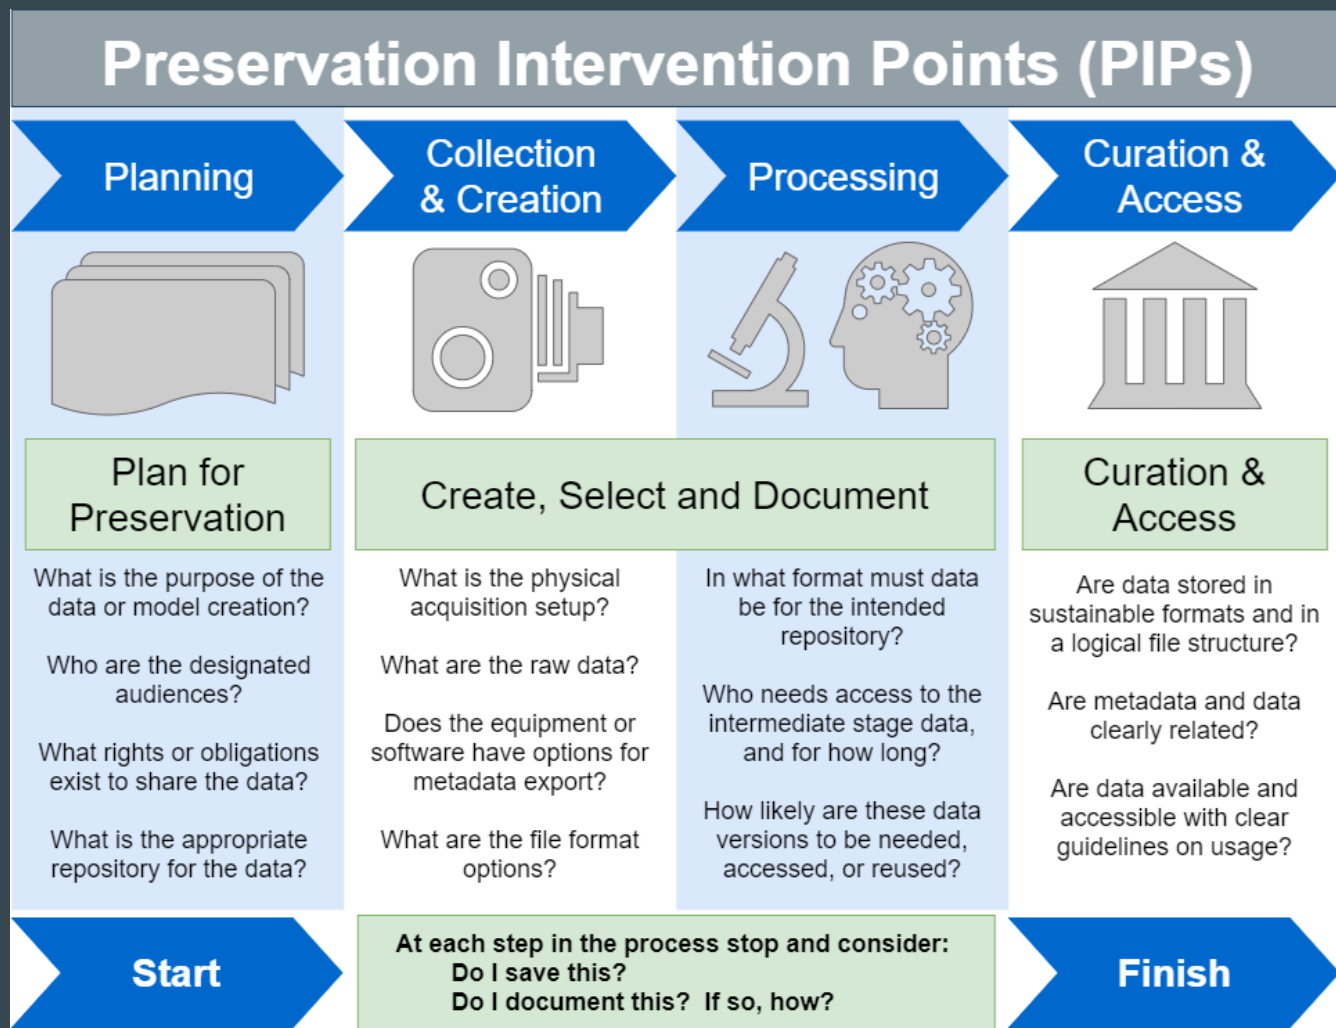 Preservation Intervention Points (PIPs)
Planning
Collection
& Creation
Processing
Curation &
Access
Plan for
Preservation
Create, Select and Document
Curation &
Access
What is the purpose of the
data or model creation?
Who are the designated
audiences?
What rights or obligations
exist to share the data?
What is the appropriate
repository for the data?
What is the physical
acquisition setup?
What are the raw data?
Does the equipment or
software have options for
metadata export?
What are the file format
options?
In what format must data
be for the intended
repository?
Who needs access to the
intermediate stage data,
and for how long?
How likely are these data
versions to be needed,
accessed, or reused?
Are data stored in
sustainable formats and in
a logical file structure?
Are metadata and data
clearly related?
Are data available and
accessible with clear
guidelines on usage?
Start
At each step in the process stop and consider:
Do I save this?
Do I document this?  If so, how?
Finish